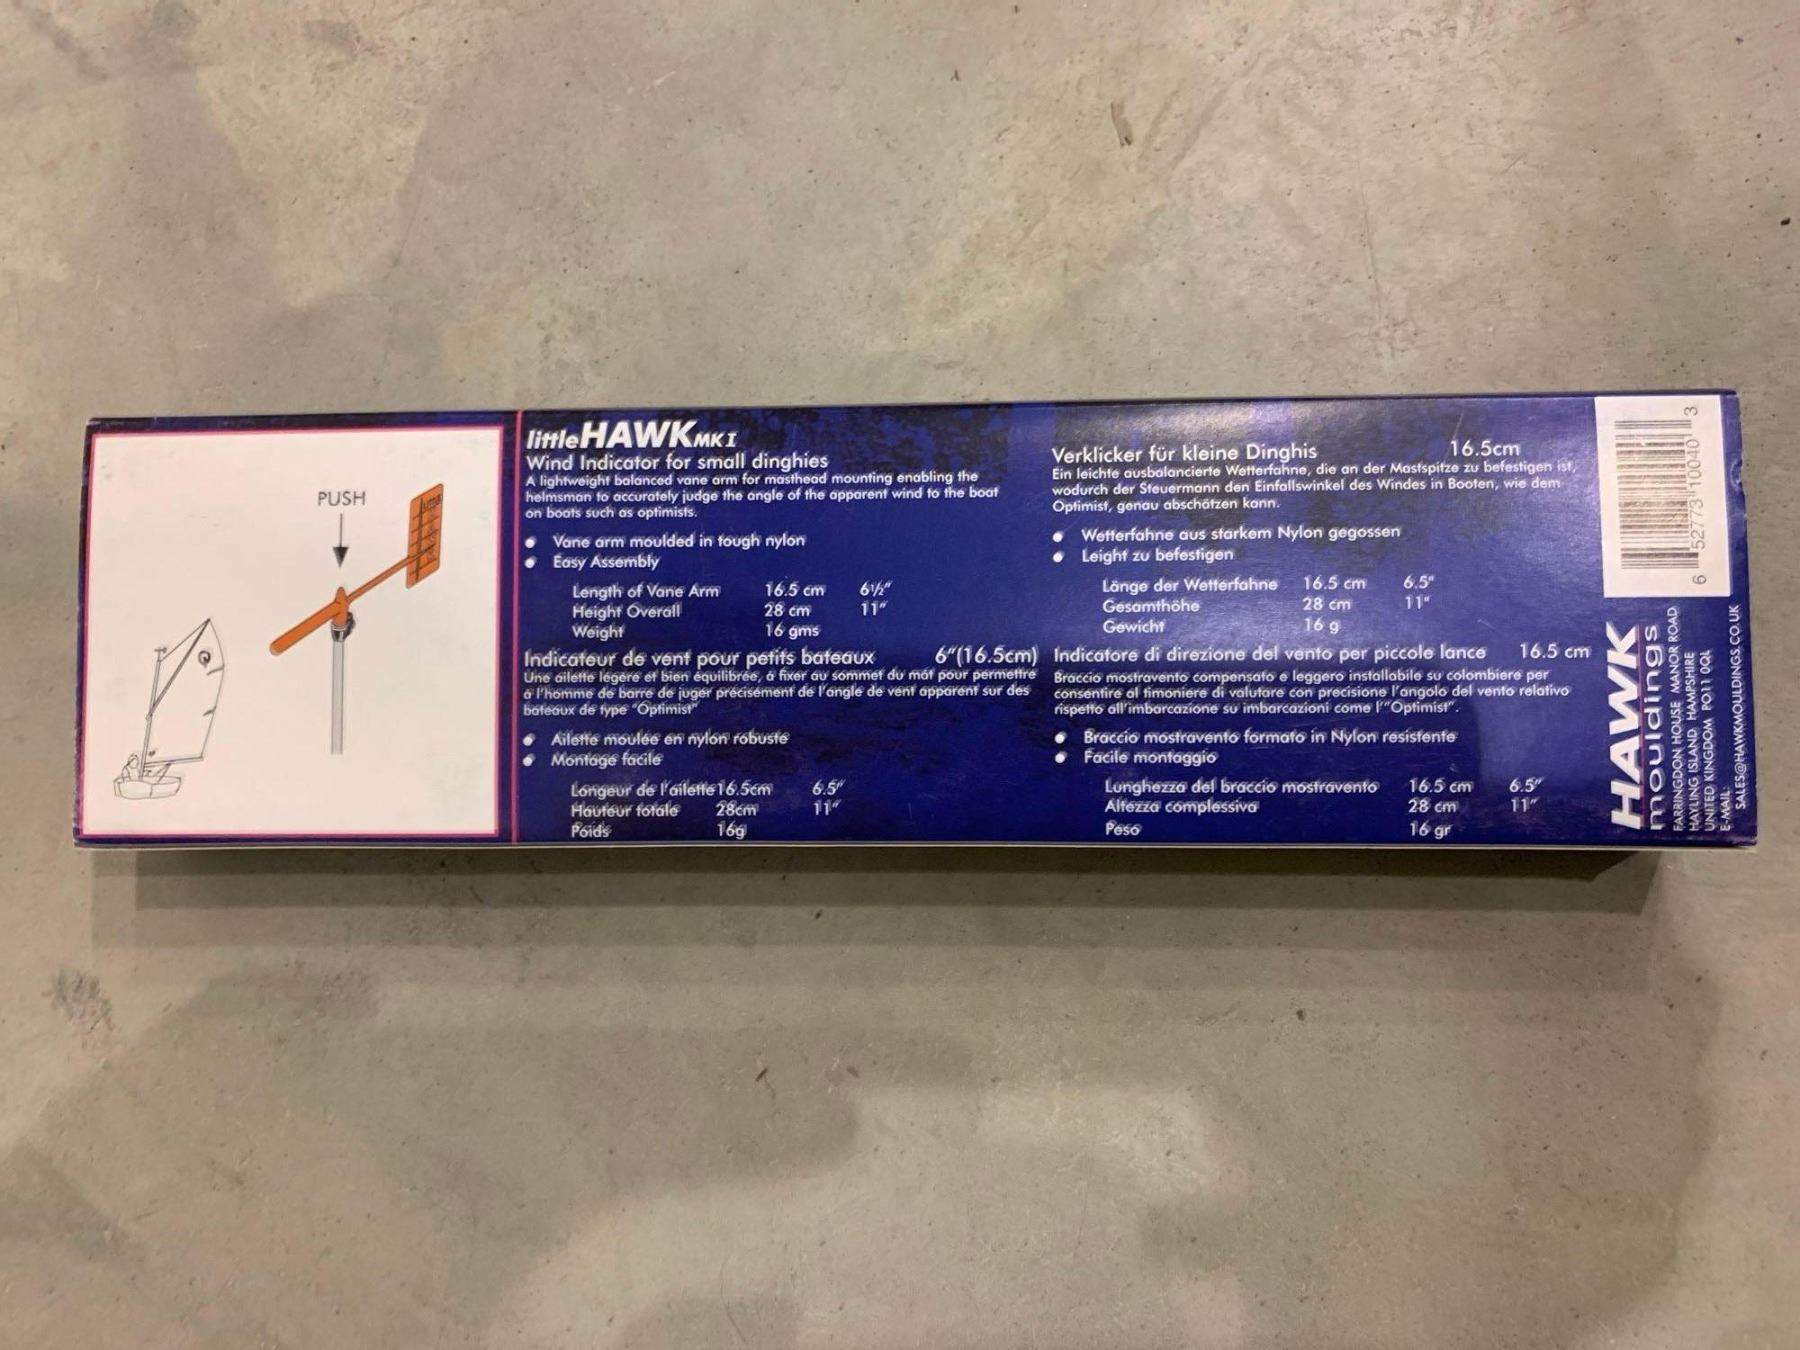 PUSH
littleHAWK MK I
Wind Indicator for small dinghies
A lightweight balanced vane arm for masthead mounting enabling the
helmsman to accurately judge the angle of the apparent wind to the boat
on boats such as optimists.
• Vane arm moulded in tough nylon
• Easy Assembly
Length of Vane Arm 16.5 cm 6½"
Height Overall 28 cm 11"
Weight 16 gms
Indicateur de vent pour petits bateaux 6"(16.5cm)
Une ailette légère et bien équilibrée, à fixer au sommet du mât pour permettre
à l'homme de barre de juger précisément de l'angle de vent apparent sur des
bateaux de type "Optimist"
• Ailette moulée en nylon robuste
• Montage facile
Longeur de l'ailette 16.5cm 6.5"
Hauteur totale 28cm 11"
Poids 16g
Verklicker für kleine Dinghis 16.5cm
Ein leichte ausbalancierte Wetterfahne, die an der Mastspitze zu befestigen ist,
wodurch der Steuermann den Einfallswinkel des Windes in Booten, wie dem
Optimist, genau abschätzen kann.
• Wetterfahne aus starkem Nylon gegossen
• Leight zu befestigen
Länge der Wetterfahne 16.5 cm 6.5"
Gesamthöhe 28 cm 11"
Gewicht 16 g
Indicatore di direzione del vento per piccole lance 16.5 cm
Braccio mostravento compensato e leggero installabile su colombiere per
consentire al timoniere di valutare con precisione l'angolo del vento relativo
rispetto all'imbarcazione su imbarcazioni come l'"Optimist".
• Braccio mostravento formato in Nylon resistente
• Facile montaggio
Lunghezza del braccio mostravento 16.5 cm 6.5"
Altezza complessiva 28 cm 11"
Peso 16 gr
6 52773 10040 3
HAWK
mouldings
FARRINGDON HOUSE MANOR ROAD
HAYLING ISLAND HAMPSHIRE
UNITED KINGDOM PO11 0QL
E-MAIL:
SALES@HAWKMOULDINGS.CO.UK